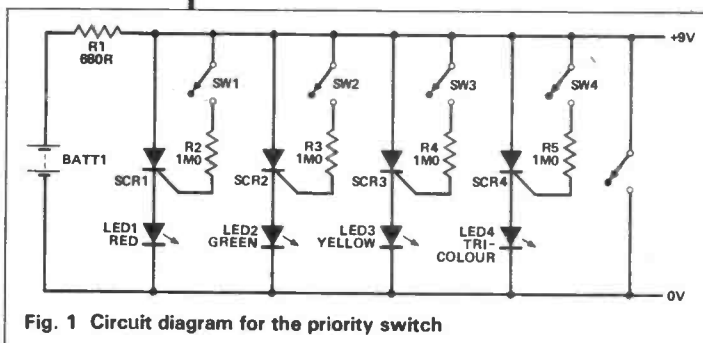 R1
680R
+9V
SW1
SW2
SW3
SW4
BATT1
R2
1M0
R3
1M0
R4
1M0
R5
1M0
SCR1
SCR2
SCR3
SCR4
LED1
RED
LED2
GREEN
LED3
YELLOW
LED4
TRI-
COLOUR
0V
Fig. 1 Circuit diagram for the priority switch